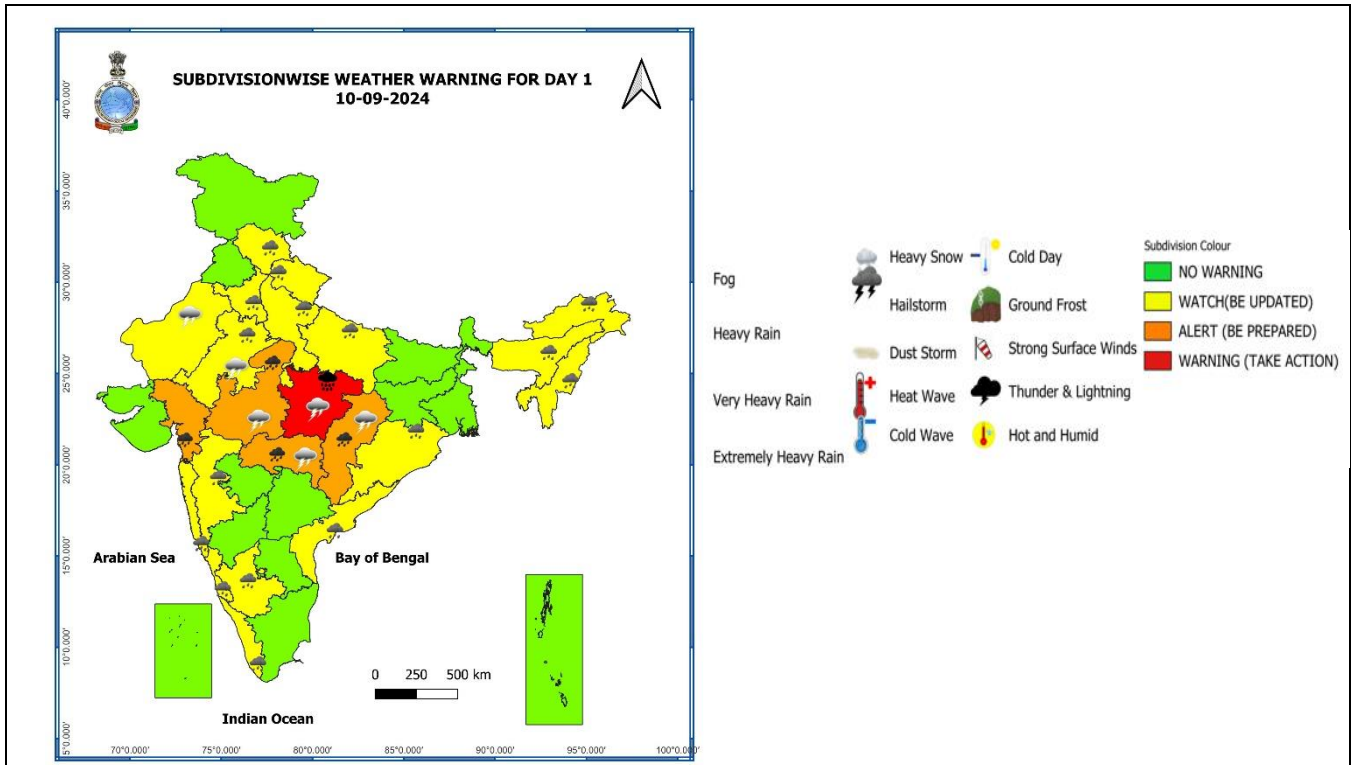 SUBDIVISIONWISE WEATHER WARNING FOR DAY 1
10-09-2024
40°0.000'
35°0.000'
30°0.000'
25°0.000'
20°0.000'
15°0.000'
10°0.000'
5°0.000'
Arabian Sea
Bay of Bengal
0 250 500 km
Indian Ocean
70°0.000' 75°0.000' 80°0.000' 85°0.000' 90°0.000' 95°0.000' 100°0.000'
Fog
Heavy Rain
Very Heavy Rain
Extremely Heavy Rain
Heavy Snow
Hailstorm
Dust Storm
Heat Wave
Cold Wave
Cold Day
Ground Frost
Strong Surface Winds
Thunder & Lightning
Hot and Humid
Subdivision Colour
NO WARNING
WATCH(BE UPDATED)
ALERT (BE PREPARED)
WARNING (TAKE ACTION)